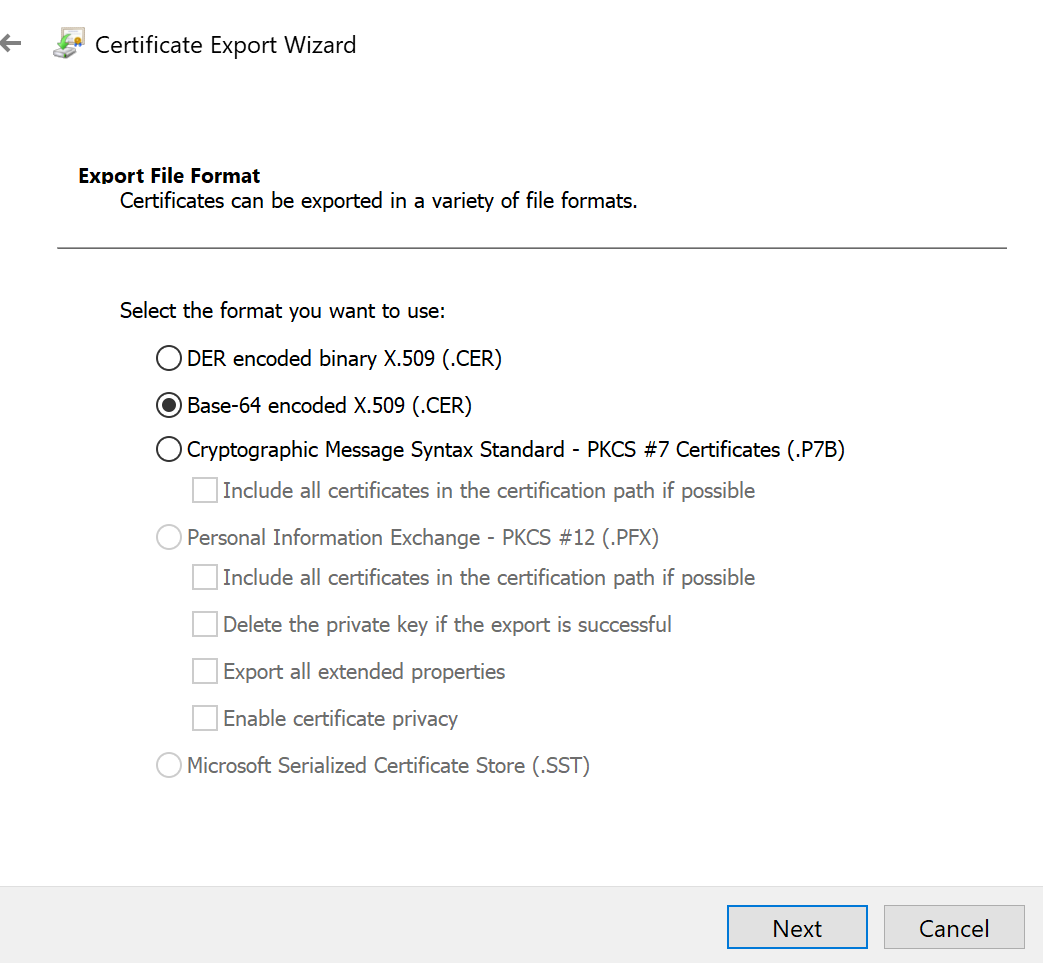 Certificate Export Wizard
Export File Format
Certificates can be exported in a variety of file formats.
Select the format you want to use:
DER encoded binary X.509 (.CER)
Base-64 encoded X.509 (.CER)
Cryptographic Message Syntax Standard - PKCS #7 Certificates (.P7B)
Include all certificates in the certification path if possible
Personal Information Exchange - PKCS #12 (.PFX)
Include all certificates in the certification path if possible
Delete the private key if the export is successful
Export all extended properties
Enable certificate privacy
Microsoft Serialized Certificate Store (.SST)
Next Cancel